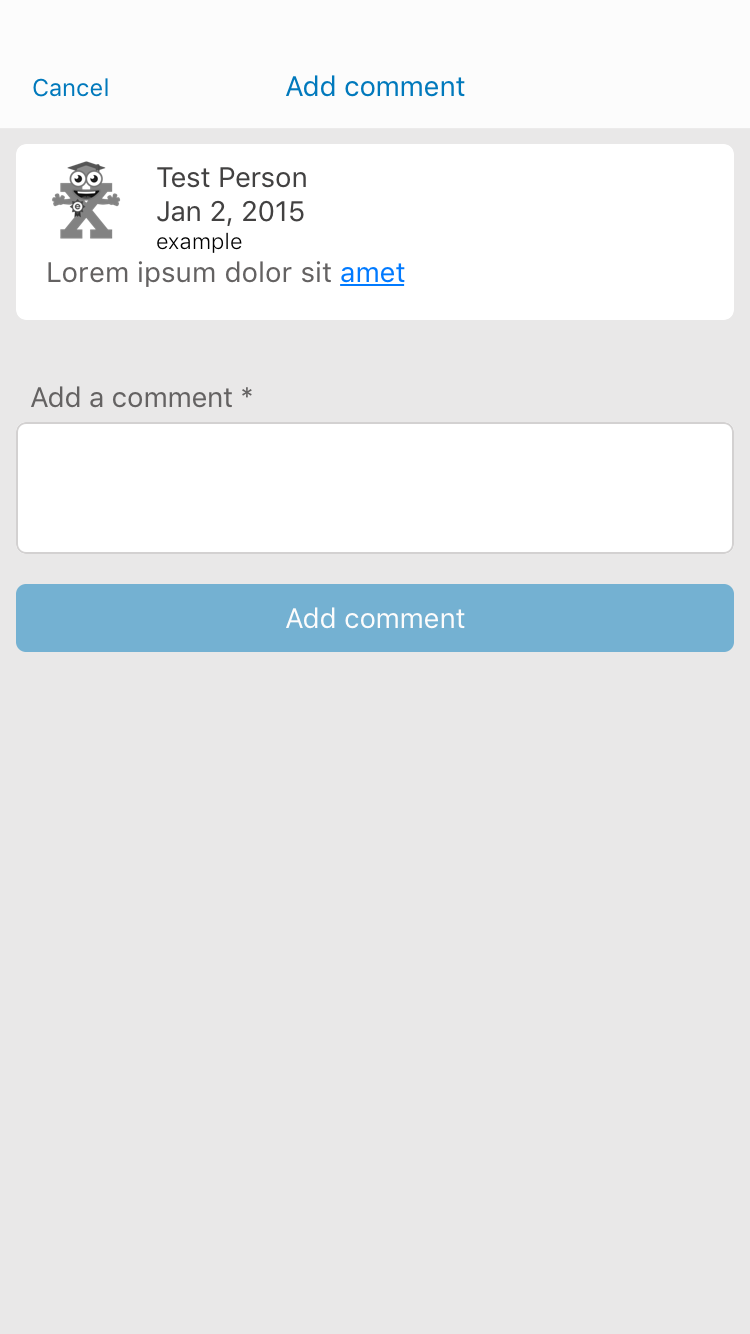 Cancel Add comment
Test Person
Jan 2, 2015
example
Lorem ipsum dolor sit amet
Add a comment *
Add comment